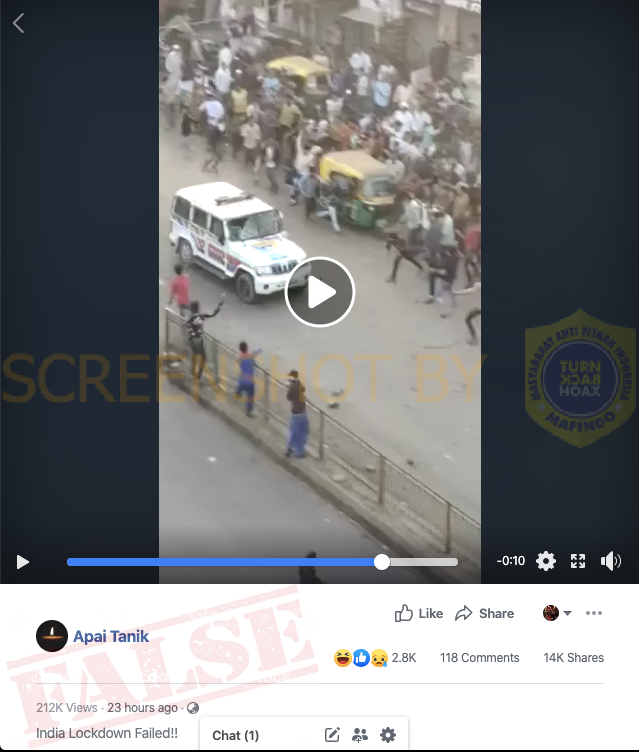 SCREENSHOT BY
MASYARAKAT ANTI FITNAH INDONESIA
TURN
BACK
HOAX
MAFINDO
-0:10
Like
Share
Apai Tanik
2.8K
118 Comments
14K Shares
FALSE
212K Views · 23 hours ago ·
India Lockdown Failed!!
Chat (1)